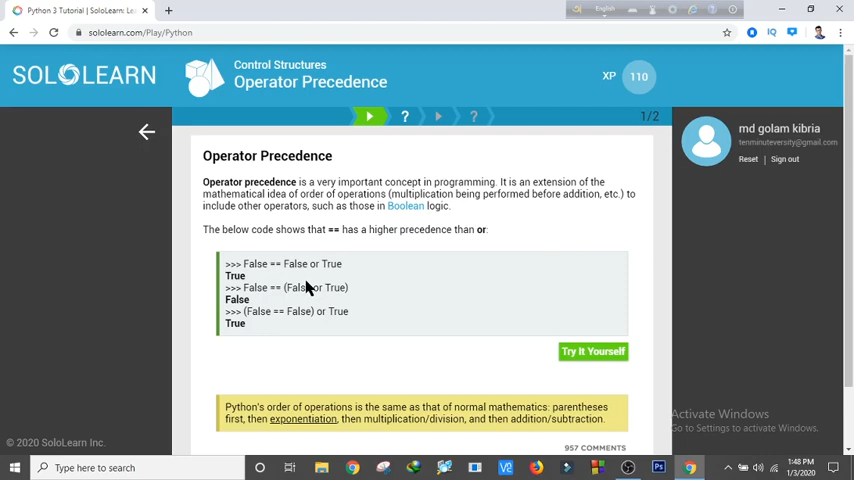 Python 3 Tutorial | SoloLearn: Le
English
sololearn.com/Play/Python
SOLOLEARN
Control Structures
Operator Precedence
XP 110
? ? 1/2
md golam kibria
tenminuteversity@gmail.com
Reset | Sign out
Operator Precedence
Operator precedence is a very important concept in programming. It is an extension of the
mathematical idea of order of operations (multiplication being performed before addition, etc.) to
include other operators, such as those in Boolean logic.
The below code shows that == has a higher precedence than or:
>>> False == False or True
True
>>> False == (False or True)
False
>>> (False == False) or True
True
Try It Yourself
Python's order of operations is the same as that of normal mathematics: parentheses
first, then exponentiation, then multiplication/division, and then addition/subtraction.
957 COMMENTS
Activate Windows
Go to Settings to activate Windows.
© 2020 SoloLearn Inc.
Type here to search
1:48 PM
1/3/2020